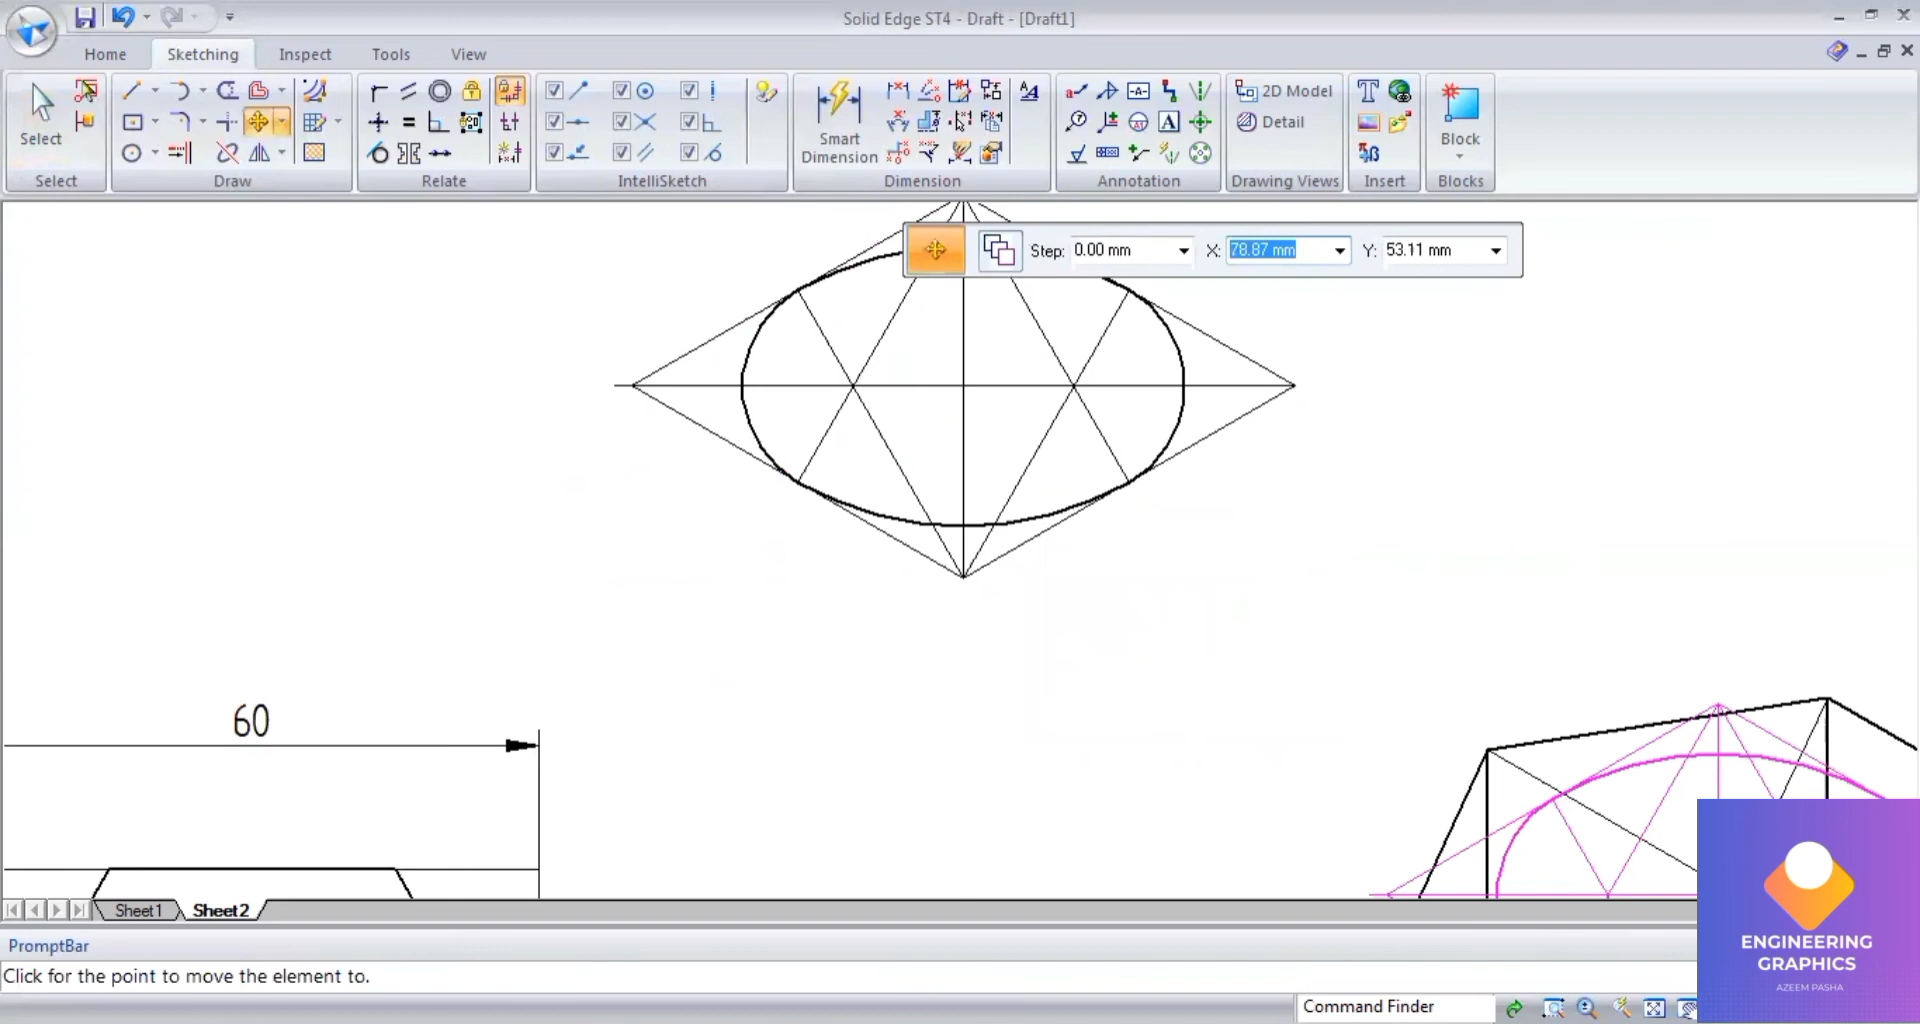 Solid Edge ST4 - Draft - [Draft1]
Home Sketching Inspect Tools View
Select
Smart
Dimension
2D Model
Detail
Block
Select Draw Relate IntelliSketch Dimension Annotation Drawing Views Insert Blocks
Step: 0.00 mm X: 78.87 mm Y: 53.11 mm
60
Sheet1 Sheet2
PromptBar
Click for the point to move the element to.
Command Finder
ENGINEERING
GRAPHICS
AZEEM PASHA